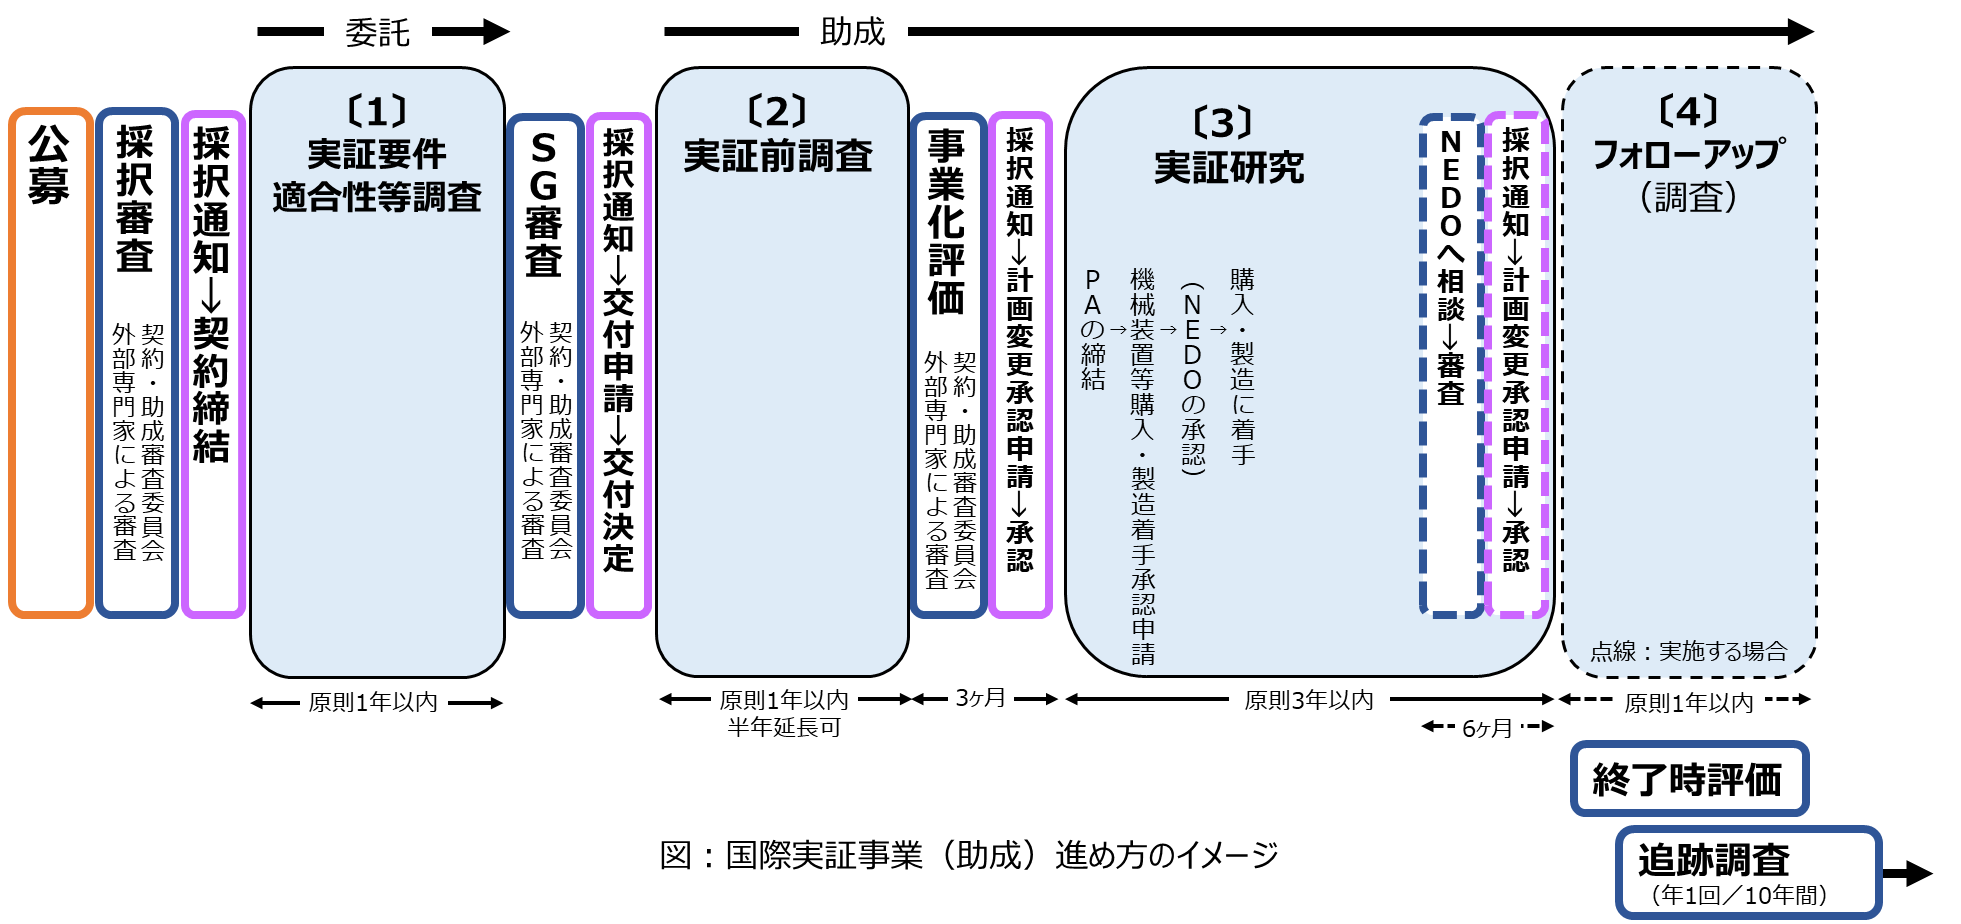 委託
助成
公募
採択審査
契約・助成審査委員会
外部専門家による審査
採択通知→契約締結
〔1〕
実証要件
適合性等調査
SG審査
契約・助成審査委員会
外部専門家による審査
採択通知→交付申請→交付決定
〔2〕
実証前調査
事業化評価
契約・助成審査委員会
外部専門家による審査
採択通知→計画変更承認申請→承認
〔3〕
実証研究
PAの締結
→
機械装置等購入・製造着手承認申請
→
(NEDOの承認)
→
購入・製造に着手
NEDOへ相談→審査
採択通知→計画変更承認申請→承認
〔4〕
フォローアップ
（調査）
点線：実施する場合
原則1年以内
原則1年以内
半年延長可
3ヶ月
原則3年以内
6ヶ月
原則1年以内
終了時評価
追跡調査
（年1回／10年間）
図：国際実証事業（助成）進め方のイメージ